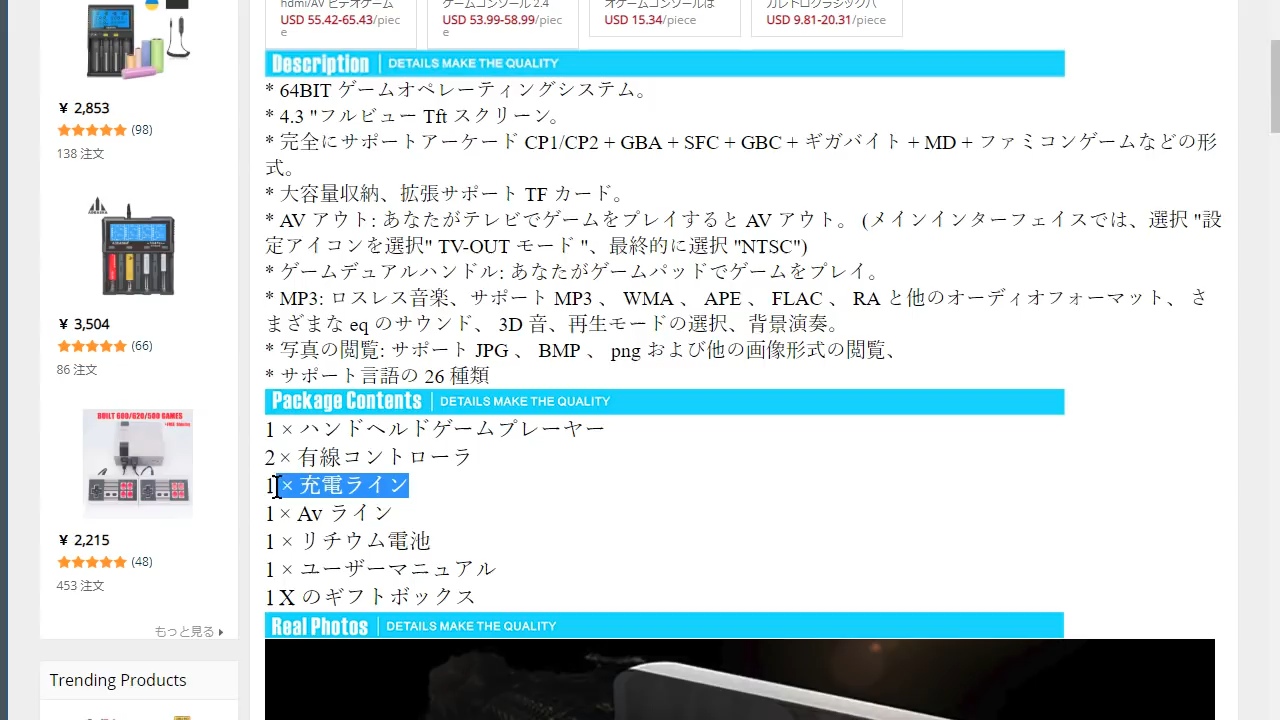 hdmi/AV ビデオゲーム
USD 55.42-65.43/piece
ゲームコンソール 2.4
USD 53.99-58.99/piece
オゲームコンソールは
USD 15.34/piece
カレトログラシックハ
USD 9.81-20.31/piece
¥ 2,853
(98)
138 注文
¥ 3,504
(66)
86 注文
BUILT 600/620/500 GAMES
¥ 2,215
(48)
453 注文
もっと見る
Trending Products
Description | DETAILS MAKE THE QUALITY
* 64BIT ゲームオペレーティングシステム。
* 4.3 "フルビュー Tft スクリーン。
* 完全にサポートアーケード CP1/CP2 + GBA + SFC + GBC + ギガバイト + MD + ファミコンゲームなどの形
式。
* 大容量収納、拡張サポート TF カード。
* AV アウト: あなたがテレビでゲームをプレイすると AV アウト。 (メインインターフェイスでは、選択 "設
定アイコンを選択" TV-OUT モード "、最終的に選択 "NTSC")
* ゲームデュアルハンドル: あなたがゲームパッドでゲームをプレイ。
* MP3: ロスレス音楽、サポート MP3 、 WMA 、 APE 、 FLAC 、 RA と他のオーディオフォーマット、 さ
まざまな eq のサウンド、 3D 音、再生モードの選択、背景演奏。
* 写真の閲覧: サポート JPG 、 BMP 、 png および他の画像形式の閲覧、
* サポート言語の 26 種類
Package Contents | DETAILS MAKE THE QUALITY
1 × ハンドヘルドゲームプレーヤー
2 × 有線コントローラ
1 × 充電ライン
1 × Av ライン
1 × リチウム電池
1 × ユーザーマニュアル
1 X のギフトボックス
Real Photos | DETAILS MAKE THE QUALITY